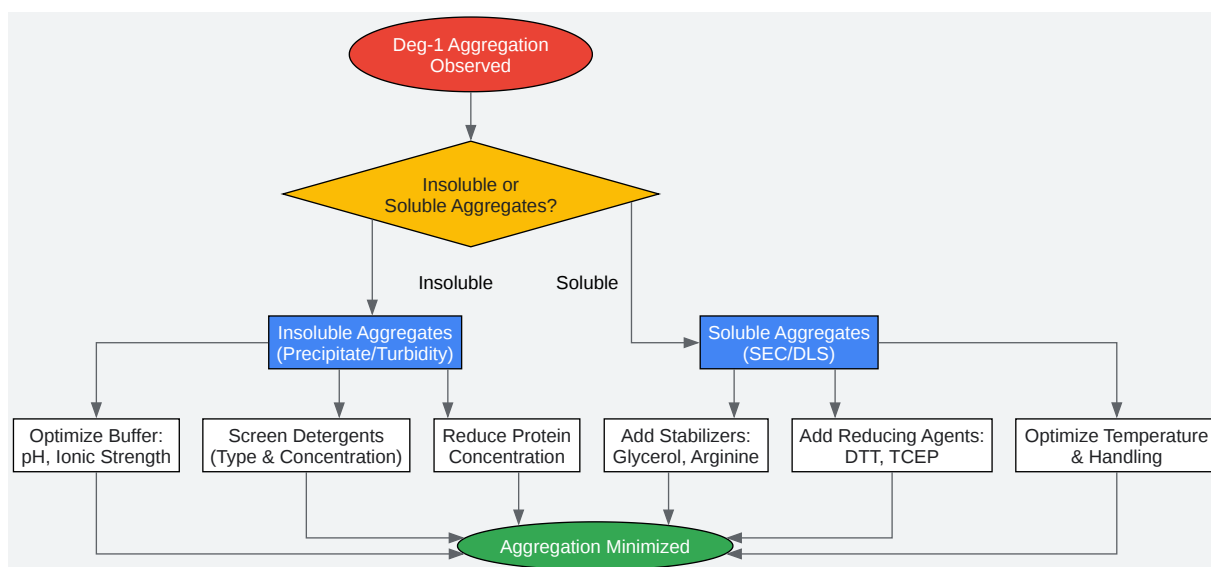 Deg-1 Aggregation
Observed
Insoluble or
Soluble Aggregates?
Insoluble
Soluble
Insoluble Aggregates
(Precipitate/Turbidity)
Soluble Aggregates
(SEC/DLS)
Optimize Buffer:
pH, Ionic Strength
Screen Detergents
(Type & Concentration)
Reduce Protein
Concentration
Add Stabilizers:
Glycerol, Arginine
Add Reducing Agents:
DTT, TCEP
Optimize Temperature
& Handling
Aggregation Minimized